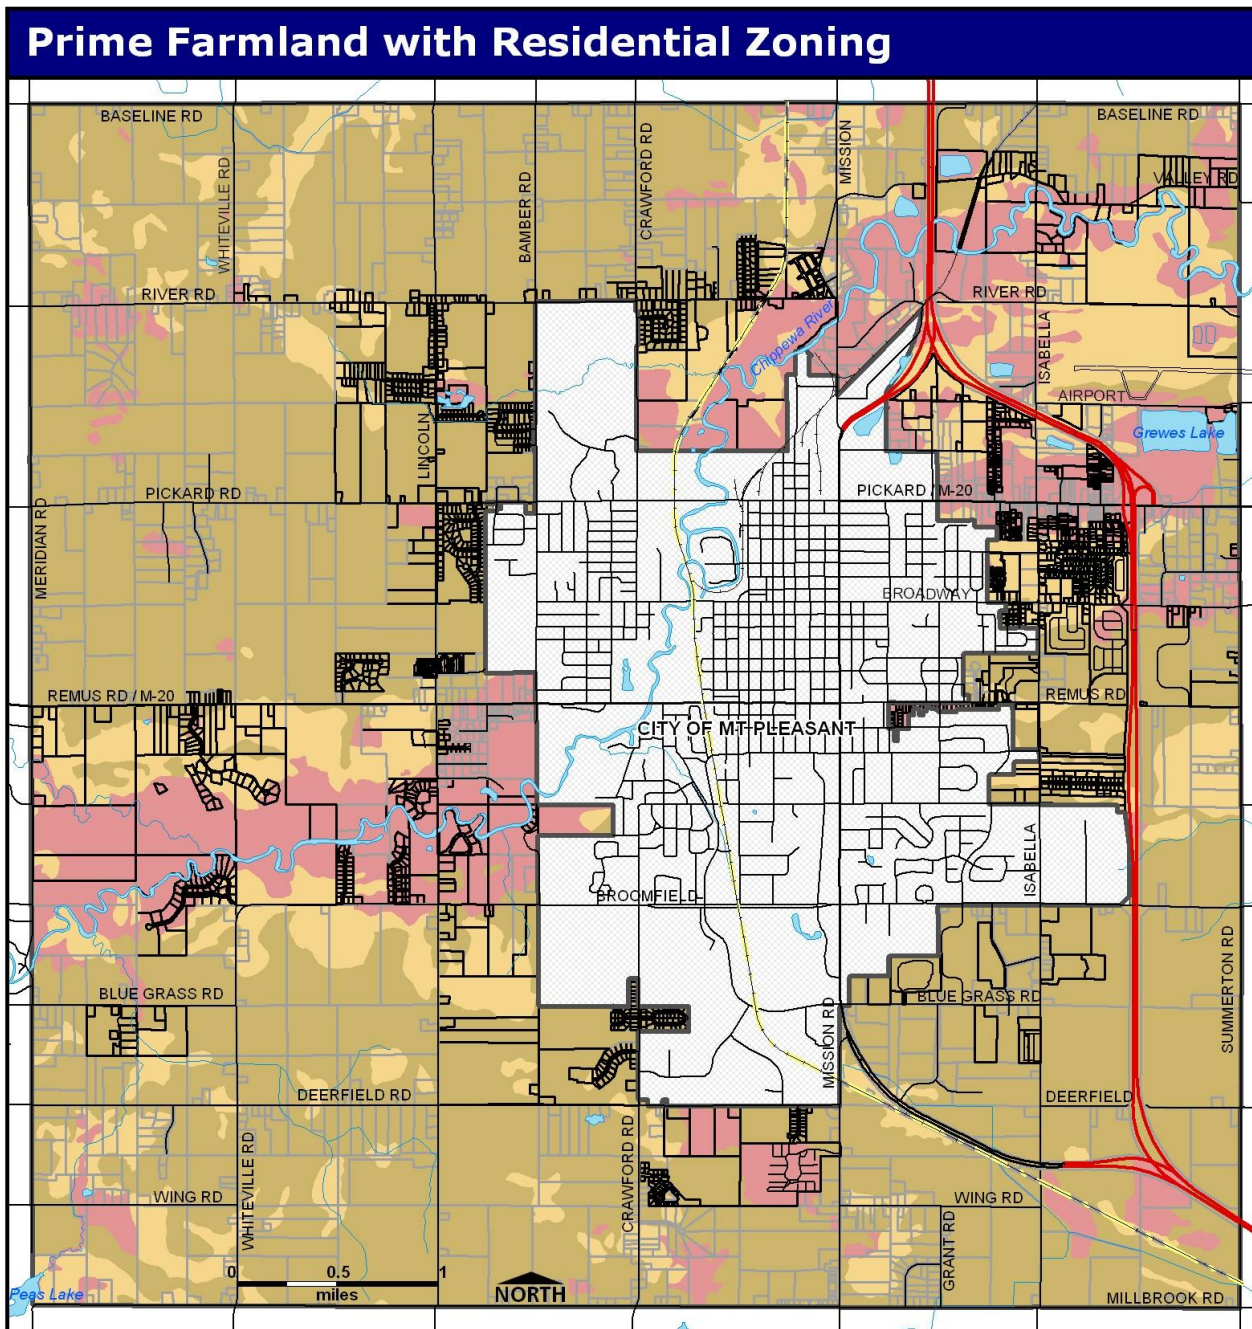 Prime Farmland with Residential Zoning
BASELINE RD
BASELINE RD
WHITEVILLE RD
BAMBER RD
CRAWFORD RD
MISSION
VALLEY RD
RIVER RD
RIVER RD
Chippewa River
ISABELLA
AIRPORT
LINCOLN
Grewes Lake
PICKARD RD
PICKARD / M-20
MERIDIAN RD
BROADWAY
REMUS RD / M-20
REMUS RD
CITY OF MT PLEASANT
ISABELLA
BROOMFIELD
SUMMERTON RD
BLUE GRASS RD
BLUE GRASS RD
MISSION RD
DEERFIELD RD
DEERFIELD
WHITEVILLE RD
CRAWFORD RD
WING RD
WING RD
GRANT RD
0 0.5 1
miles
NORTH
Peas Lake
MILLBROOK RD